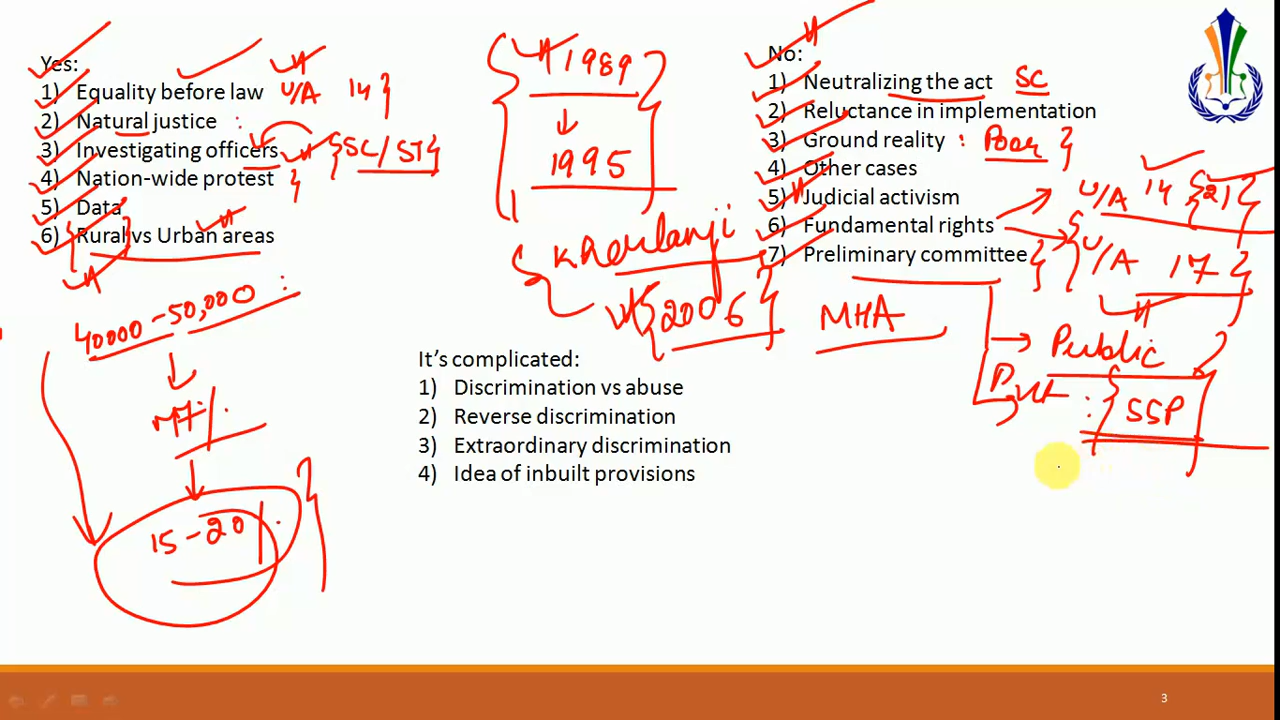 Yes:
1) Equality before law U/A 14
2) Natural justice :
3) Investigating officers SC/ST
4) Nation-wide protest
5) Data
6) Rural vs Urban areas
40000-50,000 :
15-20%
1989
1995
Khairlanji
2006
No:
1) Neutralizing the act SC
2) Reluctance in implementation
3) Ground reality : Poor
4) Other cases
5) Judicial activism
6) Fundamental rights
7) Preliminary committee
U/A 14 21
U/A 17
MHA
Public
Pvt : SSP
It's complicated:
1) Discrimination vs abuse
2) Reverse discrimination
3) Extraordinary discrimination
4) Idea of inbuilt provisions
3